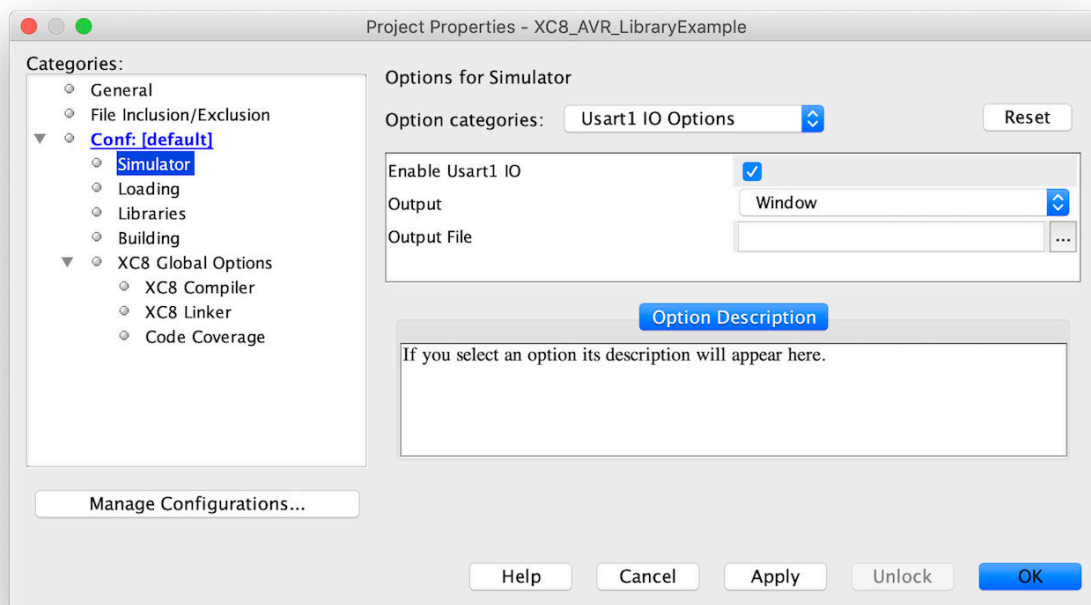 Project Properties - XC8_AVR_LibraryExample
Categories:
General
File Inclusion/Exclusion
Conf: [default]
Simulator
Loading
Libraries
Building
XC8 Global Options
XC8 Compiler
XC8 Linker
Code Coverage
Manage Configurations...
Options for Simulator
Option categories: Usart1 IO Options Reset
Enable Usart1 IO
Output Window
Output File ...
Option Description
If you select an option its description will appear here.
Help Cancel Apply Unlock OK